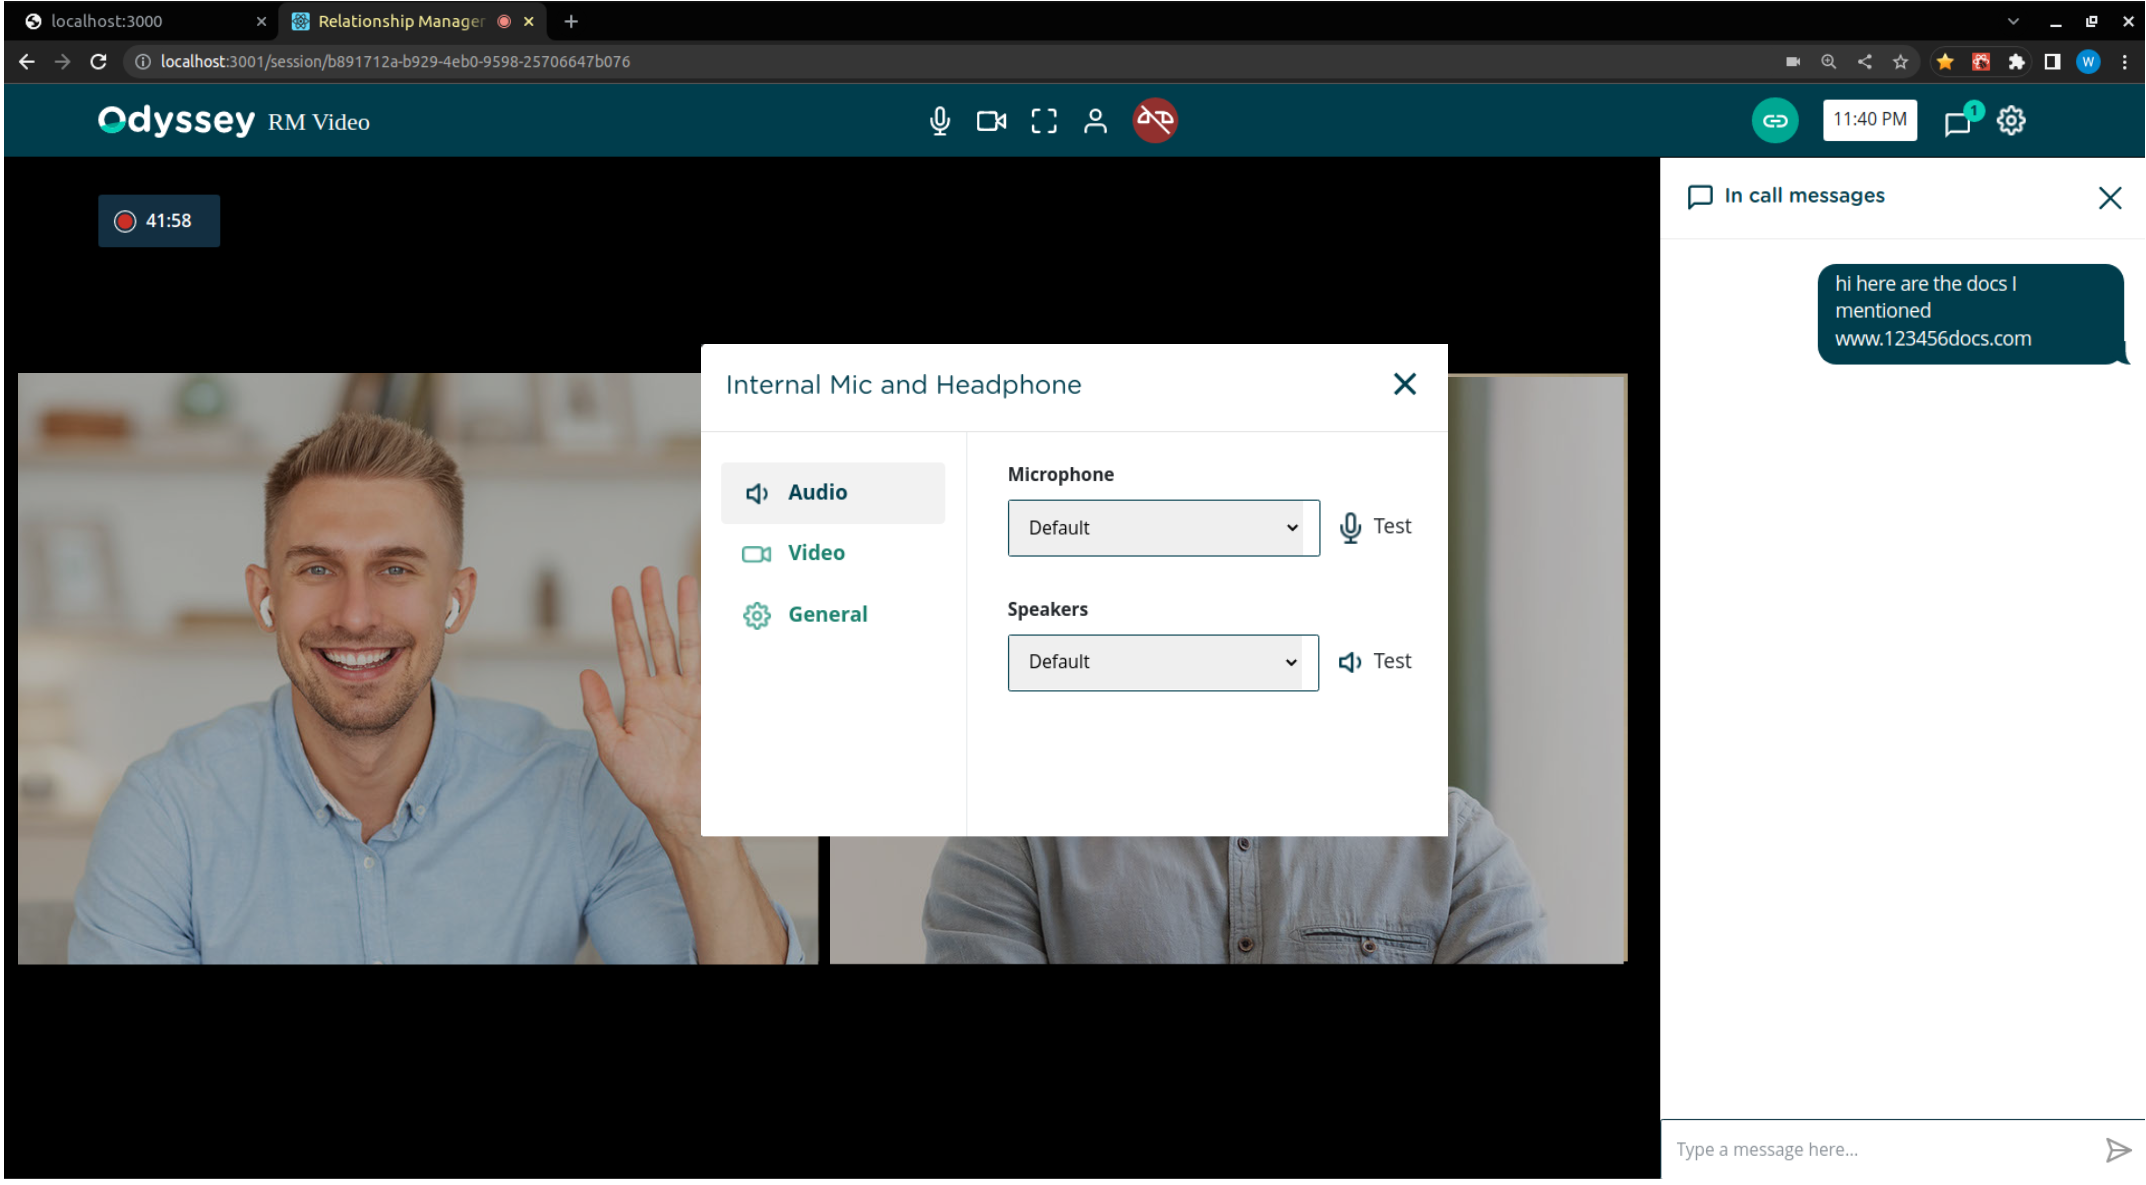 localhost:3000
Relationship Manager
localhost:3001/session/b891712a-b929-4eb0-9598-25706647b076
W
Odyssey RM Video
11:40 PM
1
41:58
In call messages
hi here are the docs I
mentioned
www.123456docs.com
Internal Mic and Headphone
Audio
Video
General
Microphone
Default
Test
Speakers
Default
Test
Type a message here...